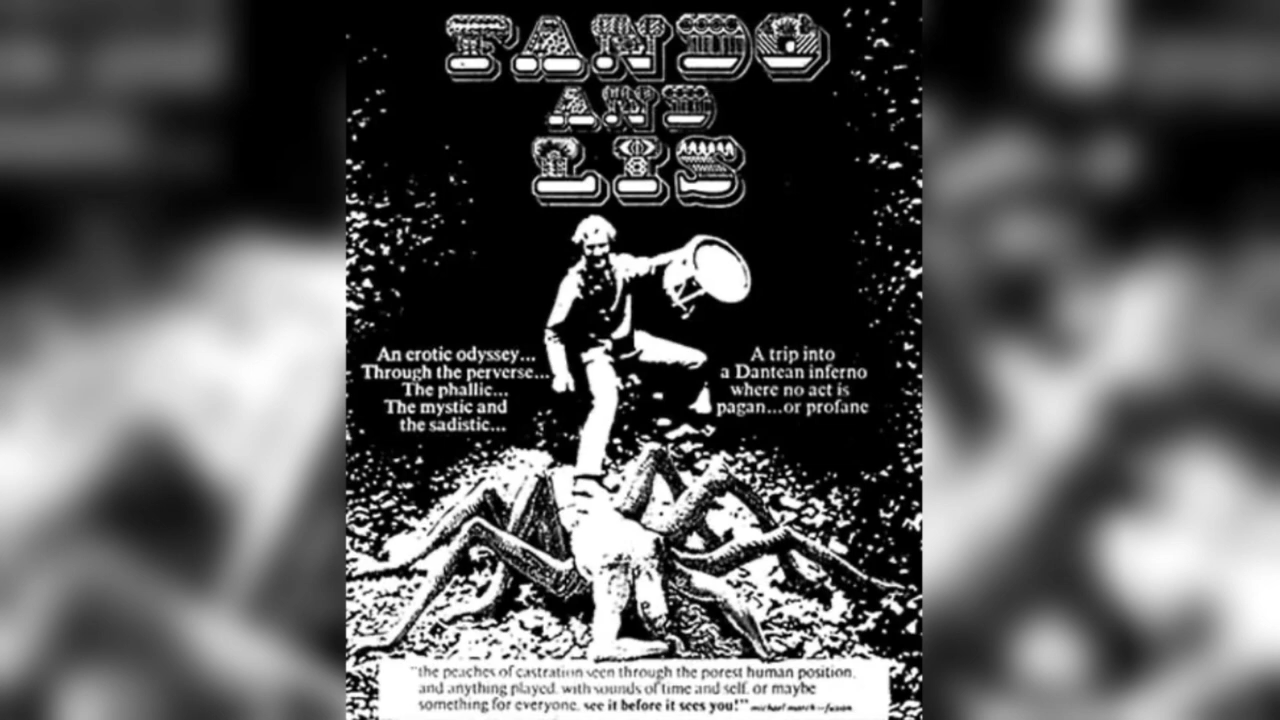 FANDO
AND
LIS
An erotic odyssey...
Through the perverse...
The phallic...
The mystic and
the sadistic...
A trip into
a Dantean inferno
where no act is
pagan...or profane
"the peaches of castration seen through the porest human position,
and anything played, with sounds of time and self, or maybe
something for everyone, see it before it sees you!" michael march—fusion